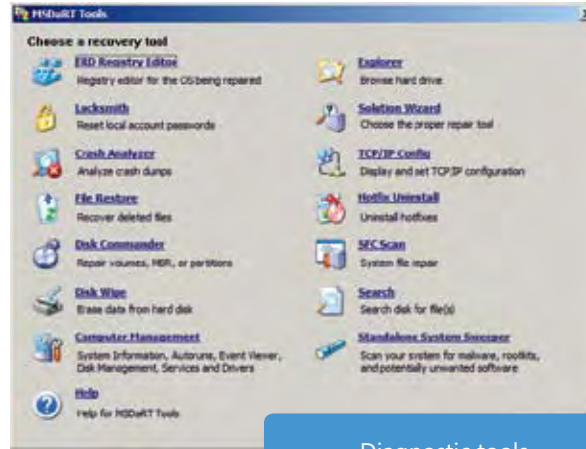 MSDaRT Tools
Choose a recovery tool
ERD Registry Editor
Registry editor for the OS being repaired
Locksmith
Reset local account passwords
Crash Analyzer
Analyze crash dumps
File Restore
Recover deleted files
Disk Commander
Repair volumes, MBR, or partitions
Disk Wipe
Erase data from hard disk
Computer Management
System Information, Autoruns, Event Viewer,
Disk Management, Services and Drivers
Help
Help for MSDaRT Tools
Explorer
Browse hard drive
Solution Wizard
Choose the proper repair tool
TCP/IP Config
Display and set TCP/IP configuration
Hotfix Uninstall
Uninstall hotfixes
SFC Scan
System file repair
Search
Search disk for file(s)
Standalone System Sweeper
Scan your system for malware, rootkits,
and potentially unwanted software
Diagnostic tools